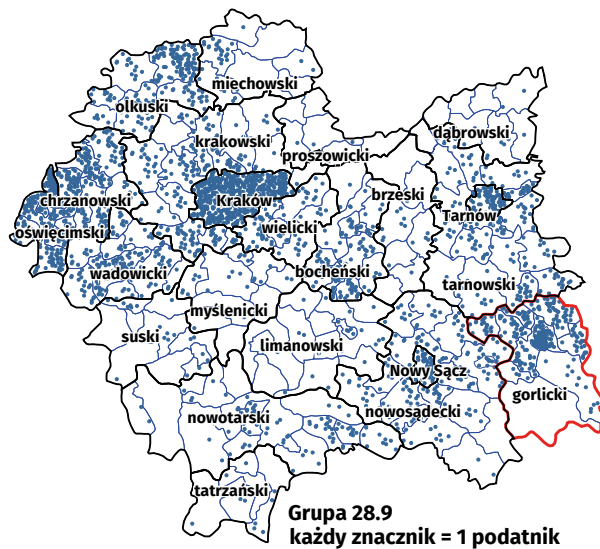 miechowski
olkuski
krakowski
dąbrowski
proszowicki
chrzanowski
Kraków
brzeski
Tarnów
oświęcimski
wielicki
wadowicki
bocheński
tarnowski
myślenicki
suski
limanowski
Nowy Sącz
gorlicki
nowotarski
nowosądecki
tatrzański
Grupa 28.9
każdy znacznik = 1 podatnik